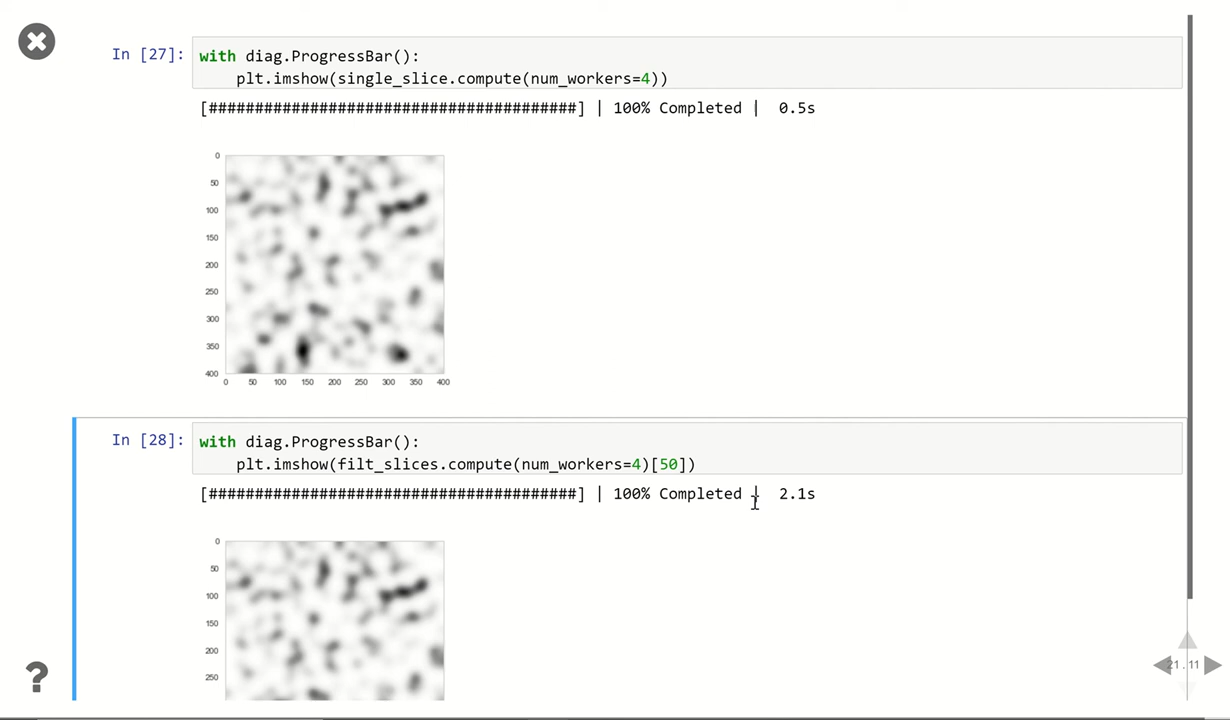 In [27]:
with diag.ProgressBar():
plt.imshow(single_slice.compute(num_workers=4))
[########################################] | 100% Completed |  0.5s
0
50
100
150
200
250
300
350
400
0 50 100 150 200 250 300 350 400
In [28]:
with diag.ProgressBar():
plt.imshow(filt_slices.compute(num_workers=4)[50])
[########################################] | 100% Completed |  2.1s
0
50
100
150
200
250
?
21.11